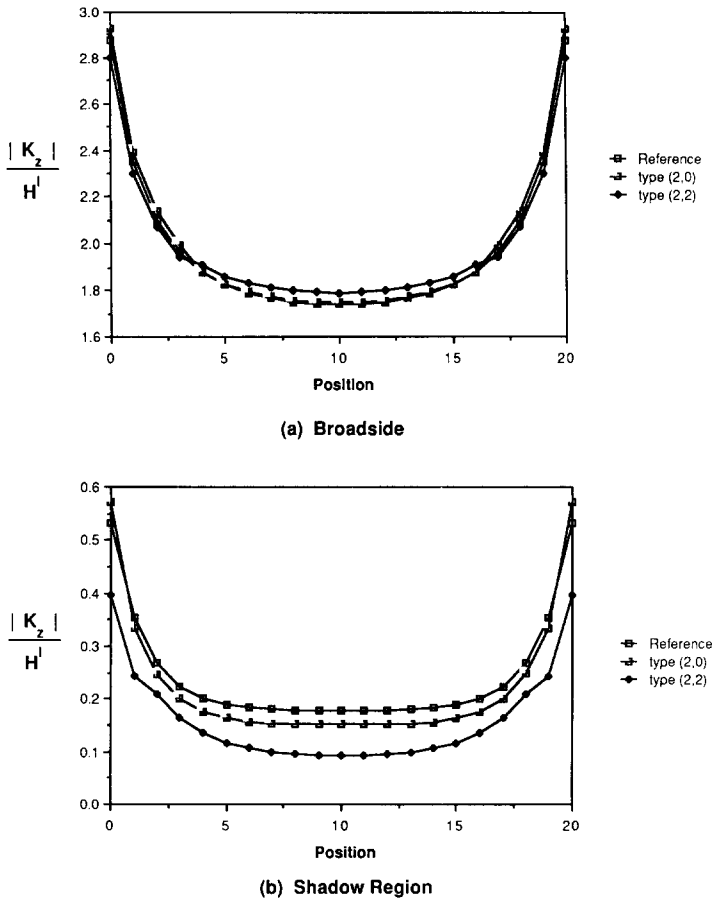 3.0
2.8
2.6
2.4
2.2
2.0
1.8
1.6
| K_z |
H^I
0
5
10
15
20
Position
Reference
type (2,0)
type (2,2)
(a) Broadside
0.6
0.5
0.4
0.3
0.2
0.1
0.0
| K_z |
H^I
0
5
10
15
20
Position
Reference
type (2,0)
type (2,2)
(b) Shadow Region